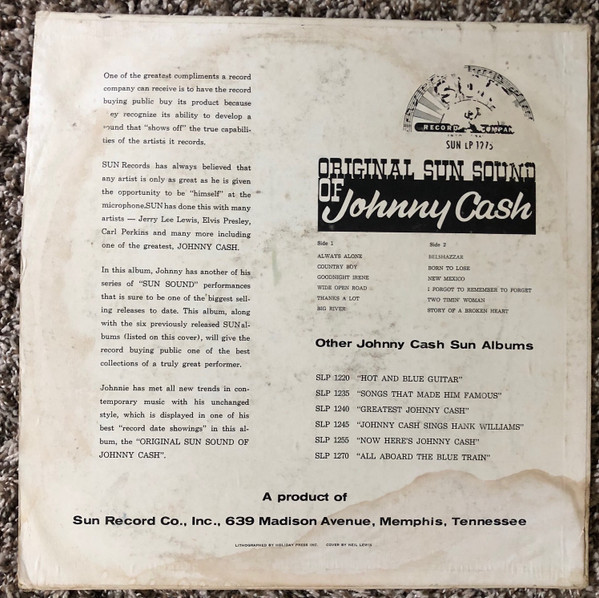 One of the greatest compliments a record
company can receive is to have the record
buying public buy its product because
ey recognize its ability to develop a
sound that "shows off" the true capabili-
ties of the artists it records.
SUN Records has always believed that
any artist is only as great as he is given
the opportunity to be "himself" at the
microphone.SUN has done this with many
artists — Jerry Lee Lewis, Elvis Presley,
Carl Perkins and many more including
one of the greatest, JOHNNY CASH.
In this album, Johnny has another of his
series of "SUN SOUND" performances
that is sure to be one of the biggest sel-
ling releases to date. This album, along
with the six previously released SUN al-
bums (listed on this cover), will give the
record buying public one of the best
collections of a truly great performer.
Johnnie has met all new trends in con-
temporary music with his unchanged
style, which is displayed in one of his
best "record date showings" in this al-
bum, the "ORIGINAL SUN SOUND OF
JOHNNY CASH".
RECORD COMPAN
SUN LP 1275
ORIGINAL SUN SOUND
OF Johnny Cash
Side 1
ALWAYS ALONE
COUNTRY BOY
GOODNIGHT IRENE
WIDE OPEN ROAD
THANKS A LOT
BIG RIVER
Side 2
BELSHAZZAR
BORN TO LOSE
NEW MEXICO
I FORGOT TO REMEMBER TO FORGET
TWO TIMIN' WOMAN
STORY OF A BROKEN HEART
Other Johnny Cash Sun Albums
SLP 1220 "HOT AND BLUE GUITAR"
SLP 1235 "SONGS THAT MADE HIM FAMOUS"
SLP 1240 "GREATEST JOHNNY CASH"
SLP 1245 "JOHNNY CASH SINGS HANK WILLIAMS"
SLP 1255 "NOW HERE'S JOHNNY CASH"
SLP 1270 "ALL ABOARD THE BLUE TRAIN"
A product of
Sun Record Co., Inc., 639 Madison Avenue, Memphis, Tennessee
LITHOGRAPHED BY HOLIDAY PRESS INC. COVER BY NEIL LEWIS